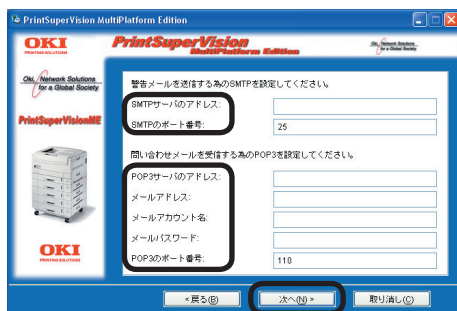 PrintSuperVision MultiPlatform Edition
OKI
PRINTING SOLUTIONS
PrintSuperVision
MultiPlatform Edition
Oki, Network Solutions
for a Global Society
Oki, Network Solutions
for a Global Society
PrintSuperVisionME
OKI
PRINTING SOLUTIONS
警告メールを送信する為のSMTPを設定してください。
SMTPサーバのアドレス:
SMTPのポート番号: 25
問い合わせメールを受信する為のPOP3を設定してください。
POP3サーバのアドレス:
メールアドレス:
メールアカウント名:
メールパスワード:
POP3のポート番号: 110
<戻る(B) 次へ(N)> 取り消し(C)